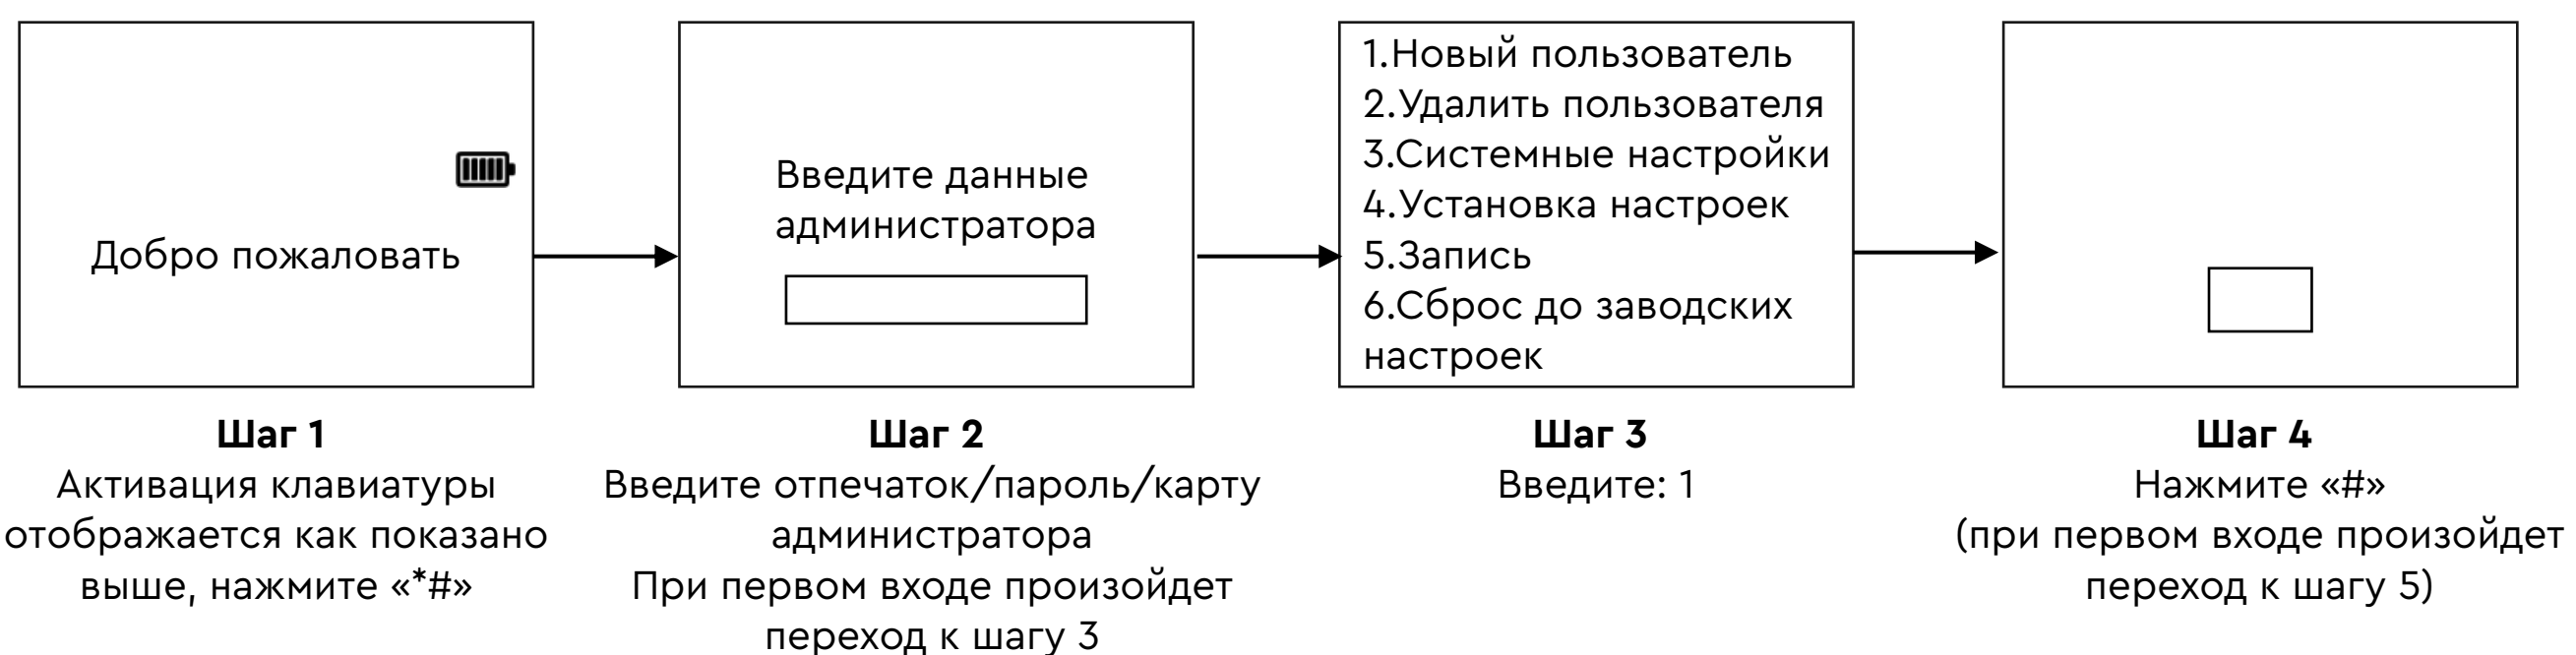 Добро пожаловать
Введите данные
администратора
1.Новый пользователь
2.Удалить пользователя
3.Системные настройки
4.Установка настроек
5.Запись
6.Сброс до заводских
настроек
Шаг 1
Активация клавиатуры
отображается как показано
выше, нажмите «*#»
Шаг 2
Введите отпечаток/пароль/карту
администратора
При первом входе произойдет
переход к шагу 3
Шаг 3
Введите: 1
Шаг 4
Нажмите «#»
(при первом входе произойдет
переход к шагу 5)